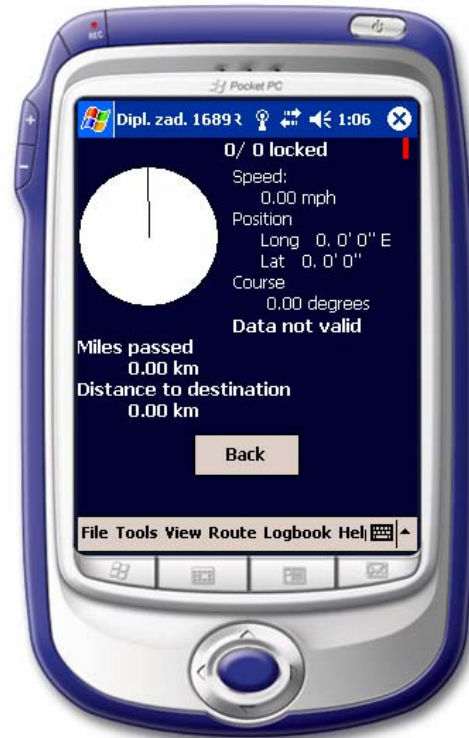 REC
Pocket PC
Dipl. zad. 1689 1:06
0/ 0 locked
Speed:
0.00 mph
Position
Long 0. 0' 0'' E
Lat 0. 0' 0''
Course
0.00 degrees
Data not valid
Miles passed
0.00 km
Distance to destination
0.00 km
Back
File Tools View Route Logbook Hel